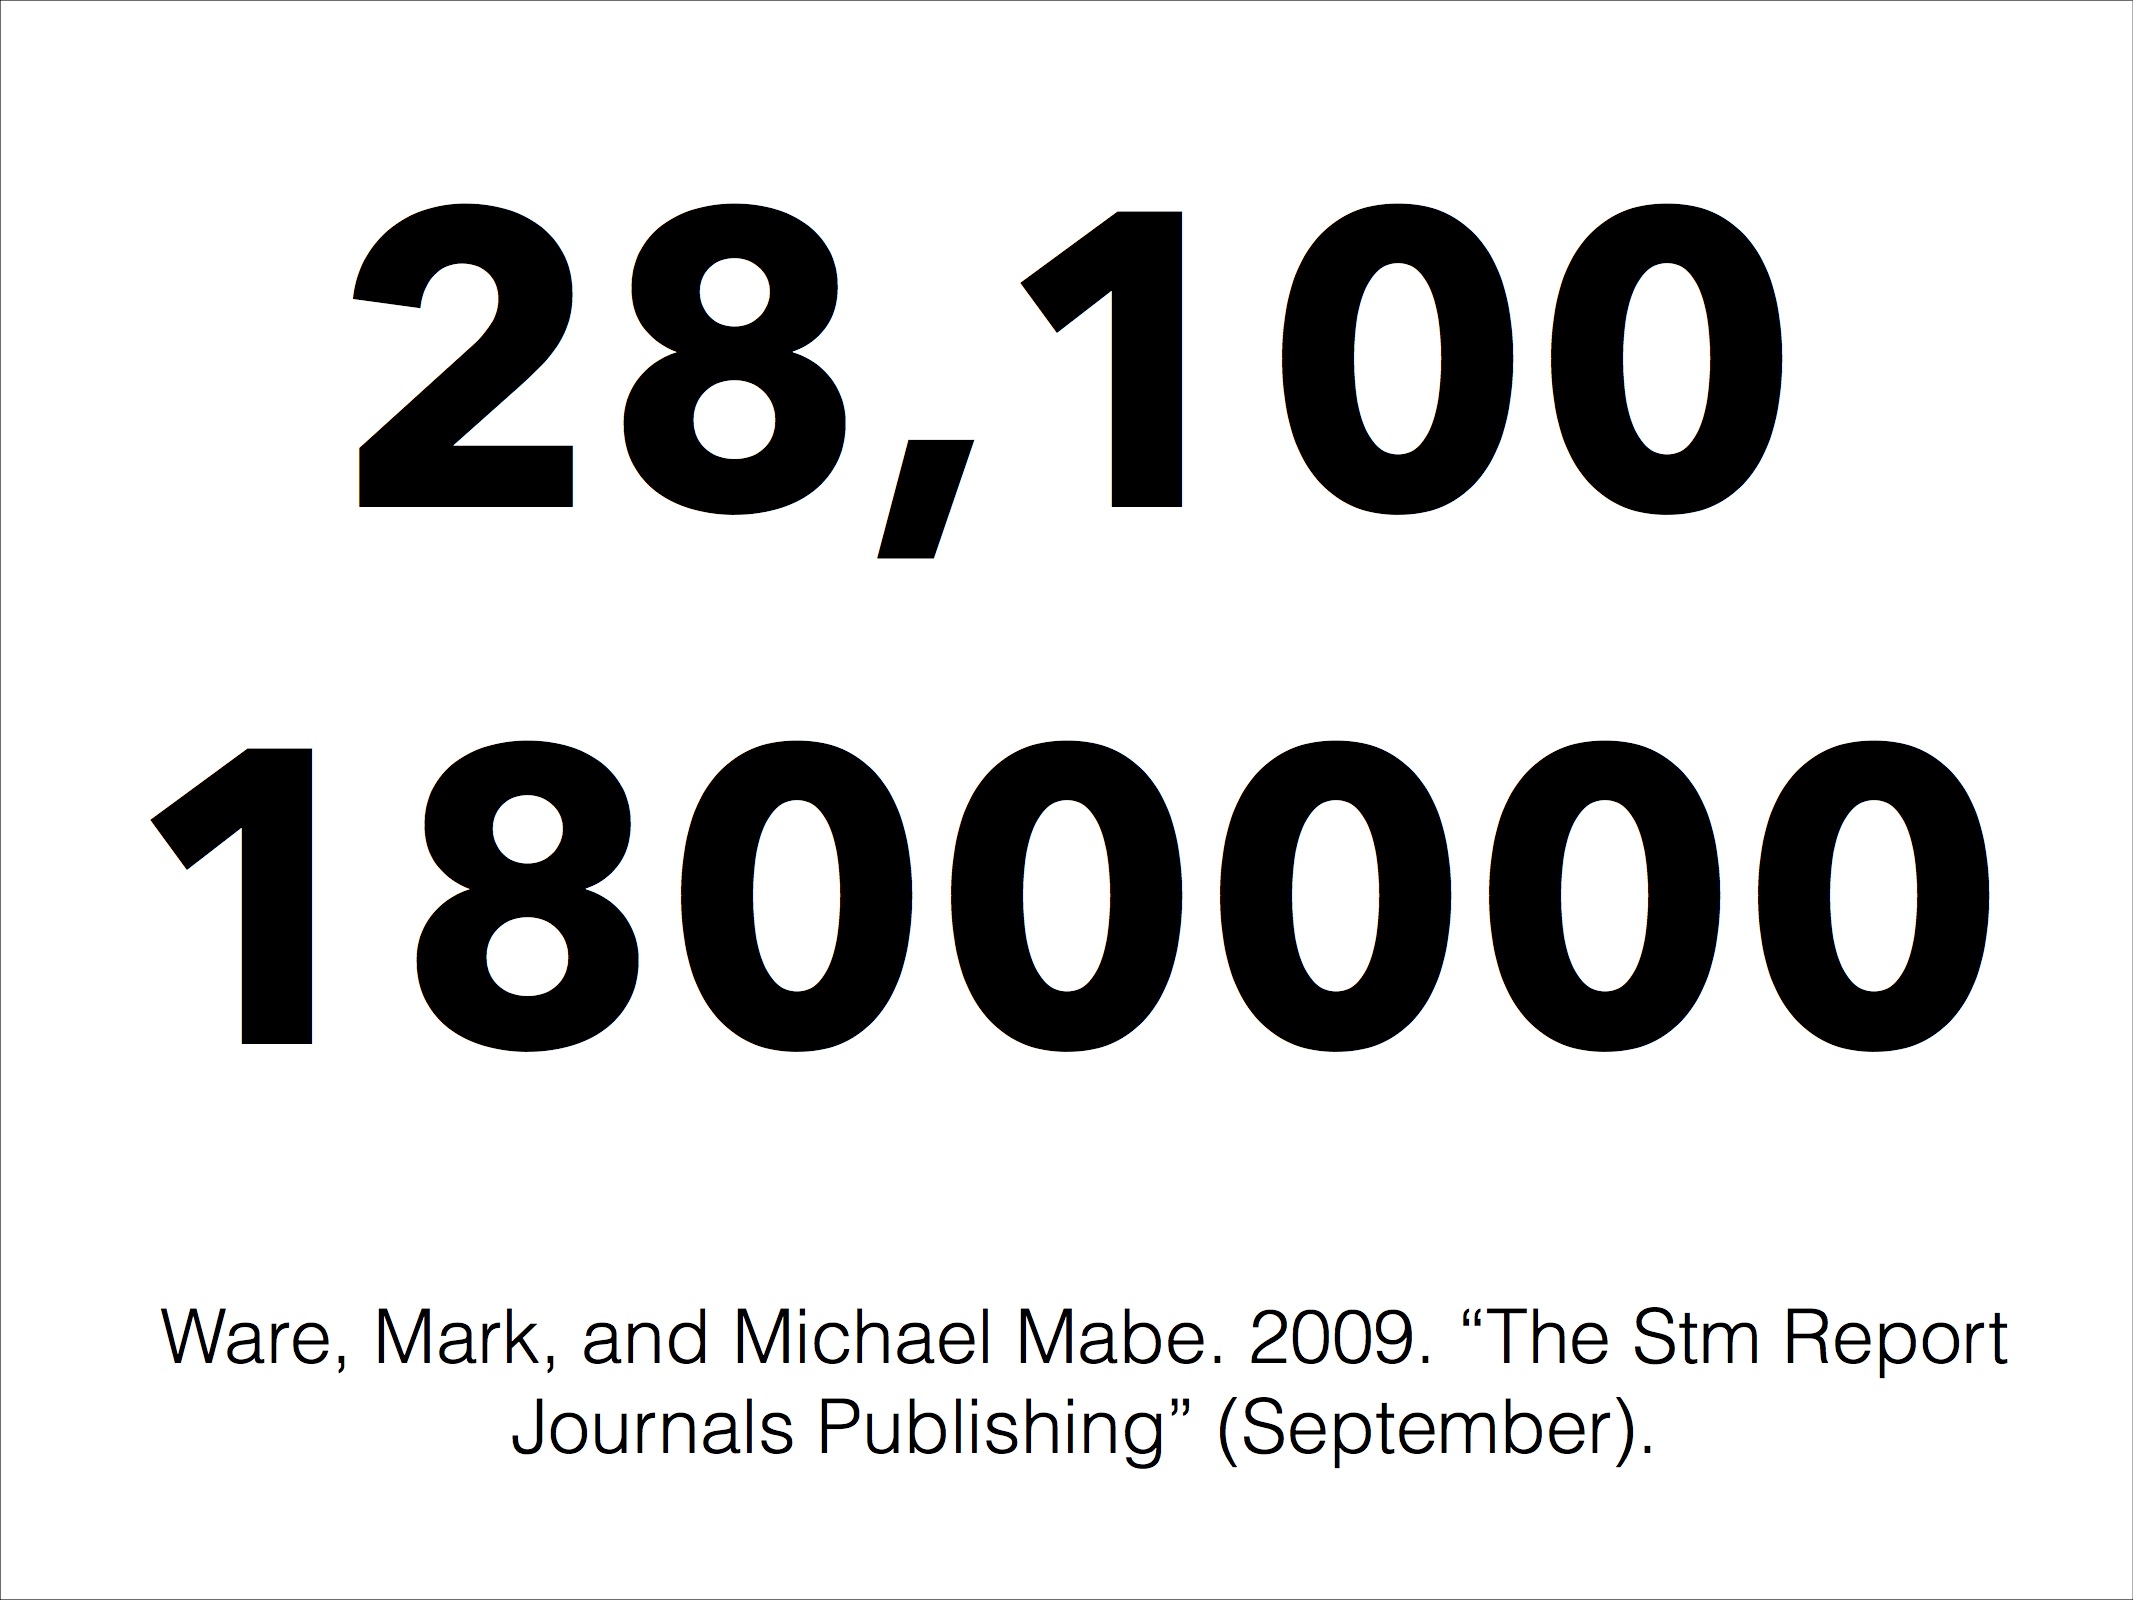 28,100
1800000
Ware, Mark, and Michael Mabe. 2009. “The Stm Report
Journals Publishing” (September).